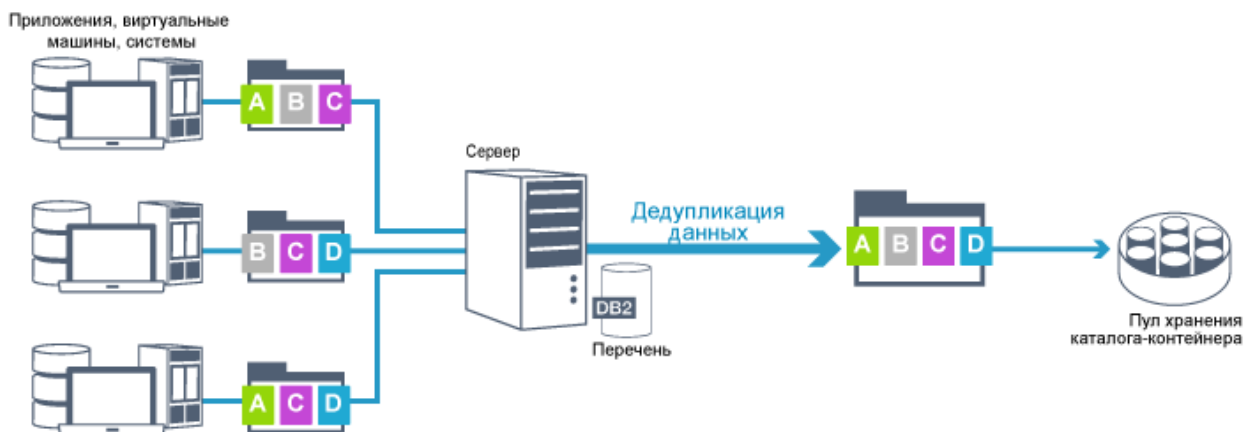 Приложения, виртуальные
машины, системы
A B C
Сервер
B C D
Дедупликация
данных
A B C D
DB2
Перечень
Пул хранения
каталога-контейнера
A C D